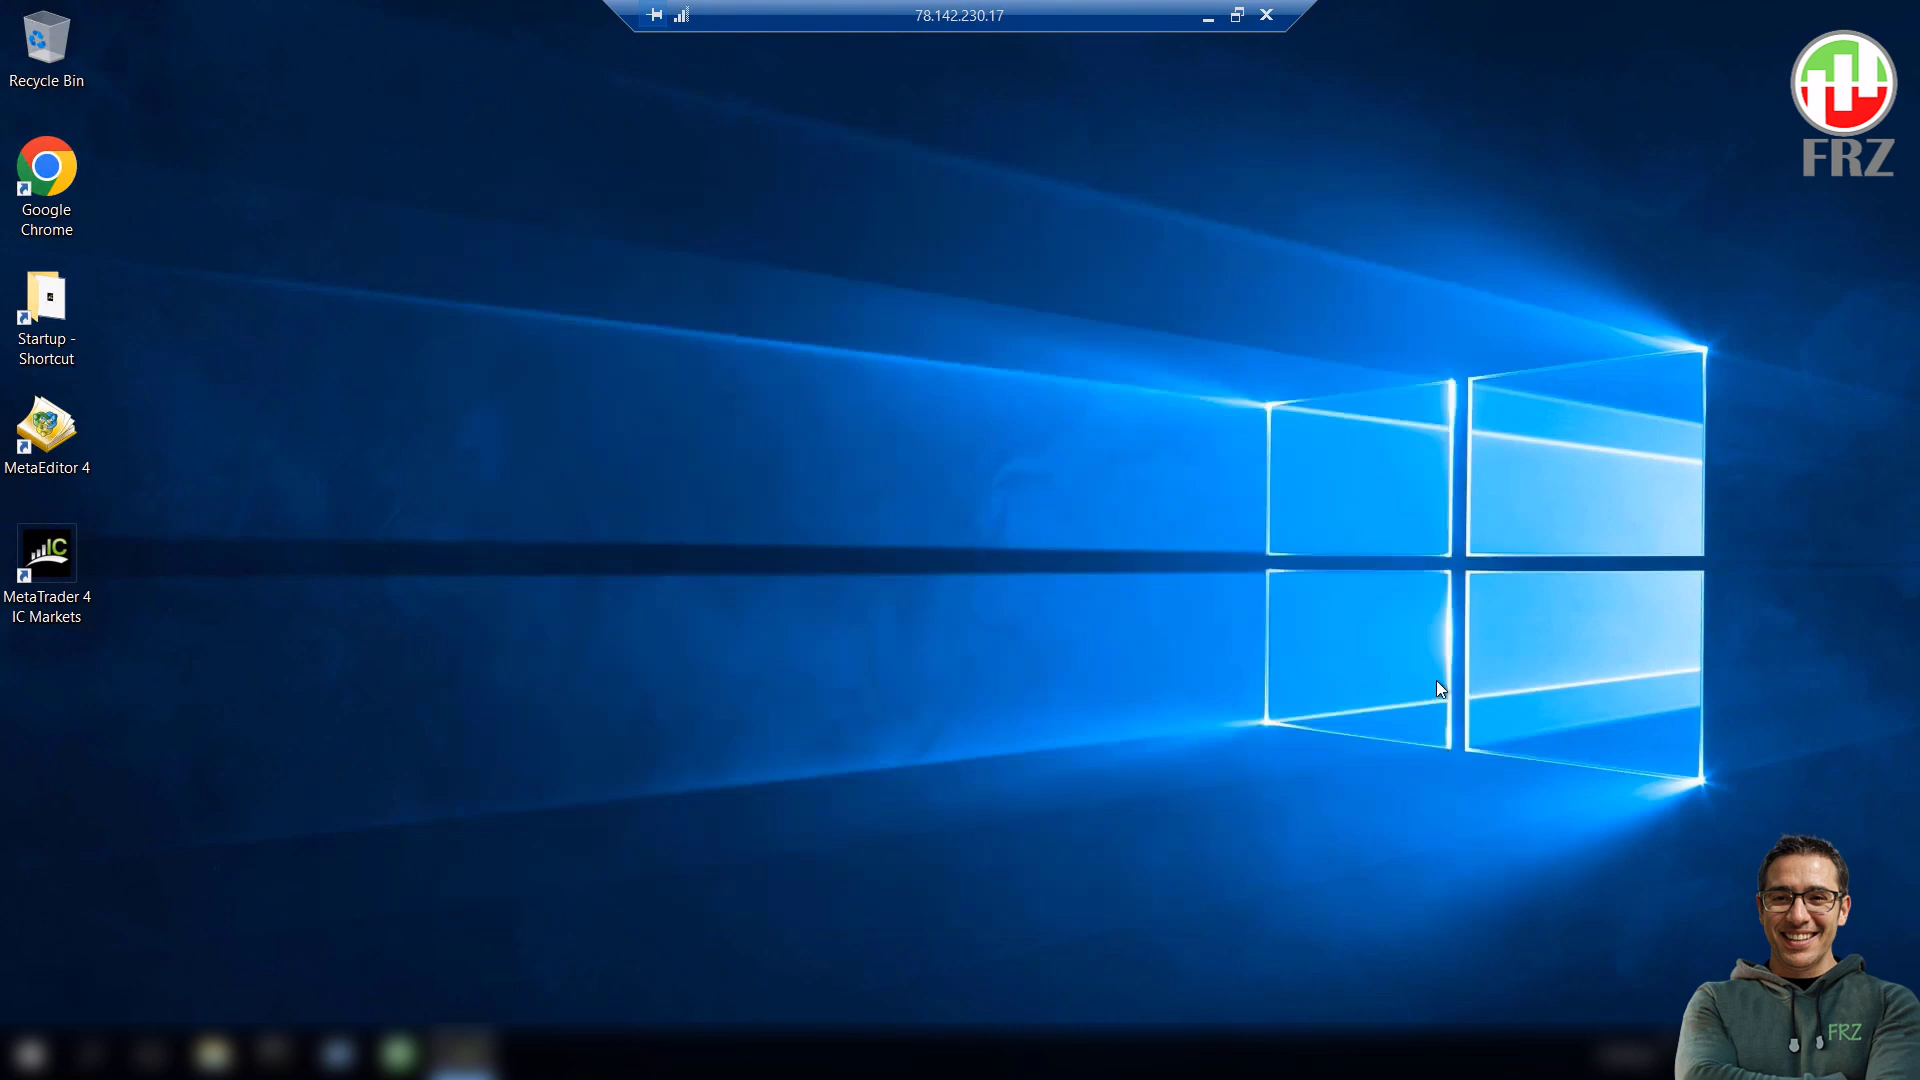 78.142.230.17
Recycle Bin
Google
Chrome
Startup -
Shortcut
MetaEditor 4
IC
MetaTrader 4
IC Markets
FRZ
FRZ